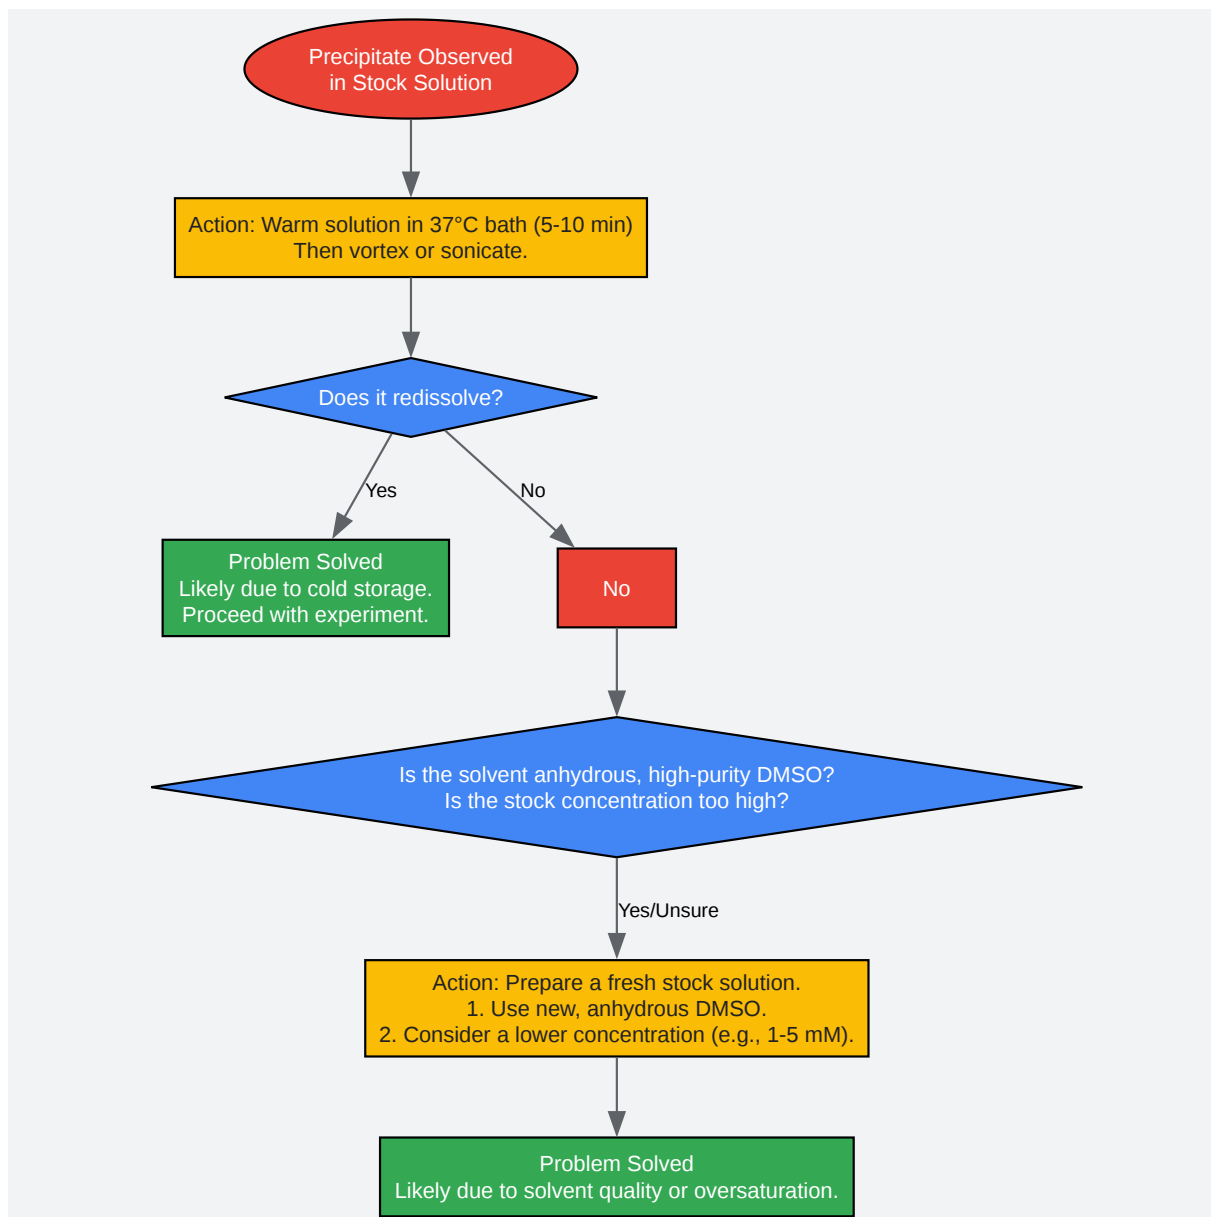 Precipitate Observed
in Stock Solution
Action: Warm solution in 37°C bath (5-10 min)
Then vortex or sonicate.
Does it redissolve?
Yes
No
Problem Solved
Likely due to cold storage.
Proceed with experiment.
No
Is the solvent anhydrous, high-purity DMSO?
Is the stock concentration too high?
Yes/Unsure
Action: Prepare a fresh stock solution.
1. Use new, anhydrous DMSO.
2. Consider a lower concentration (e.g., 1-5 mM).
Problem Solved
Likely due to solvent quality or oversaturation.